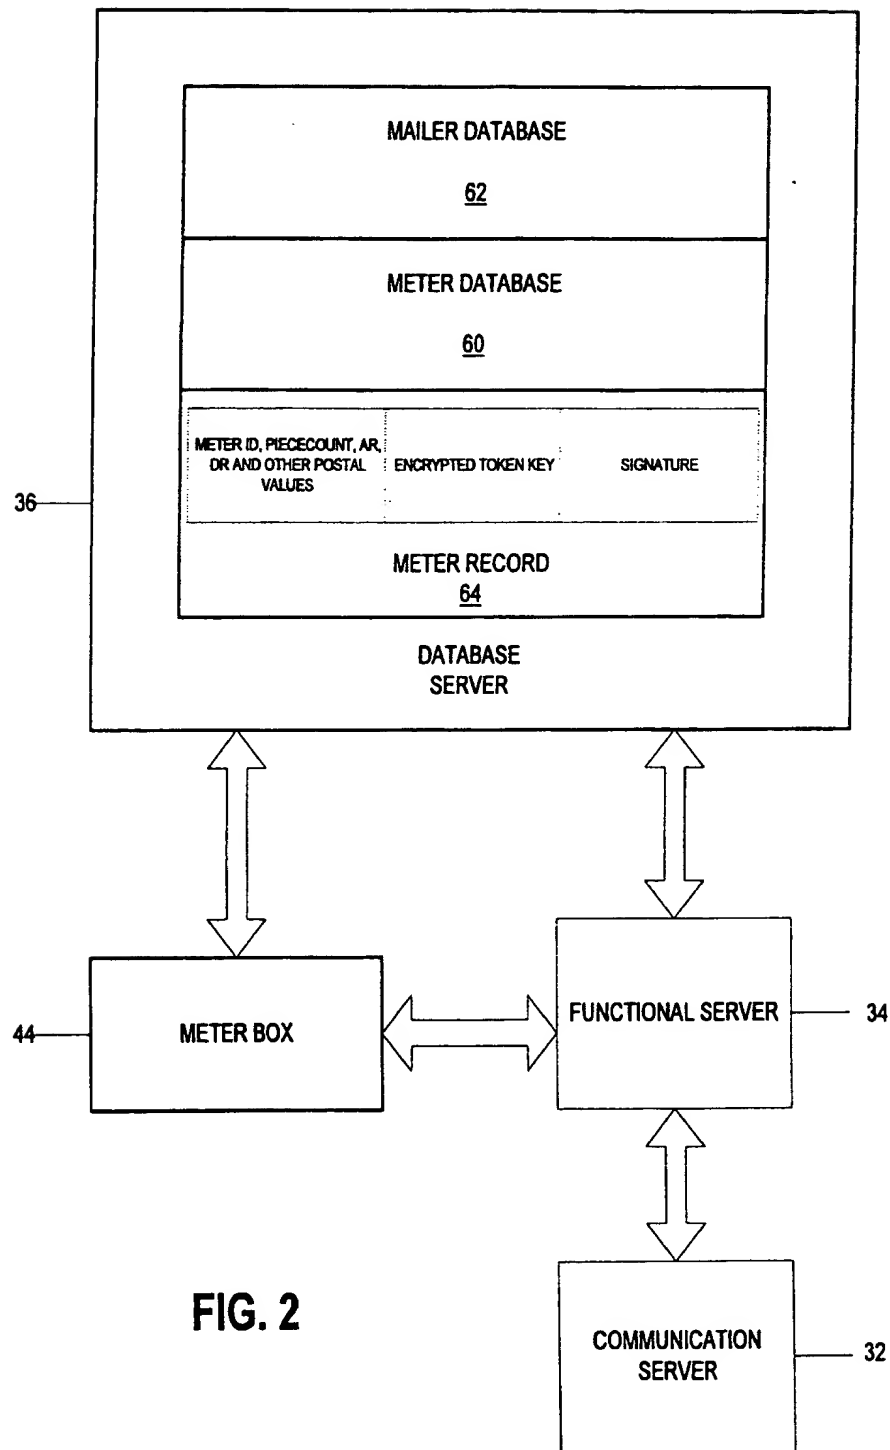 MAILER DATABASE
62
METER DATABASE
60
METER ID, PIECECOUNT, AR,
DR AND OTHER POSTAL
VALUES
ENCRYPTED TOKEN KEY
SIGNATURE
METER RECORD
64
36
DATABASE
SERVER
44
METER BOX
FUNCTIONAL SERVER
34
FIG. 2
COMMUNICATION
SERVER
32